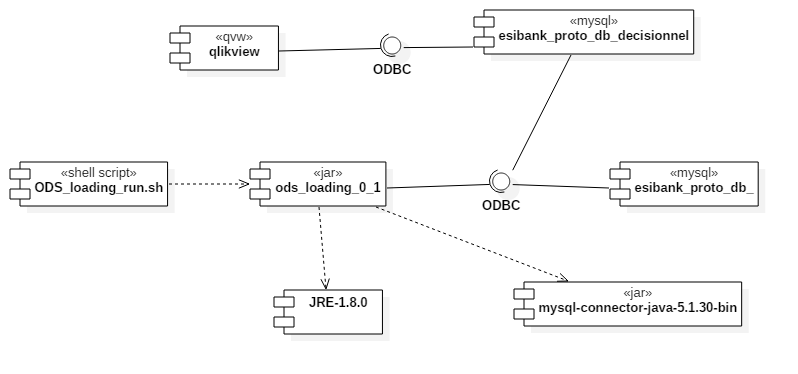 «mysql»
esibank_proto_db_decisionnel
«qvw»
qlikview
ODBC
«shell script»
ODS_loading_run.sh
«jar»
ods_loading_0_1
ODBC
«mysql»
esibank_proto_db_
JRE-1.8.0
«jar»
mysql-connector-java-5.1.30-bin